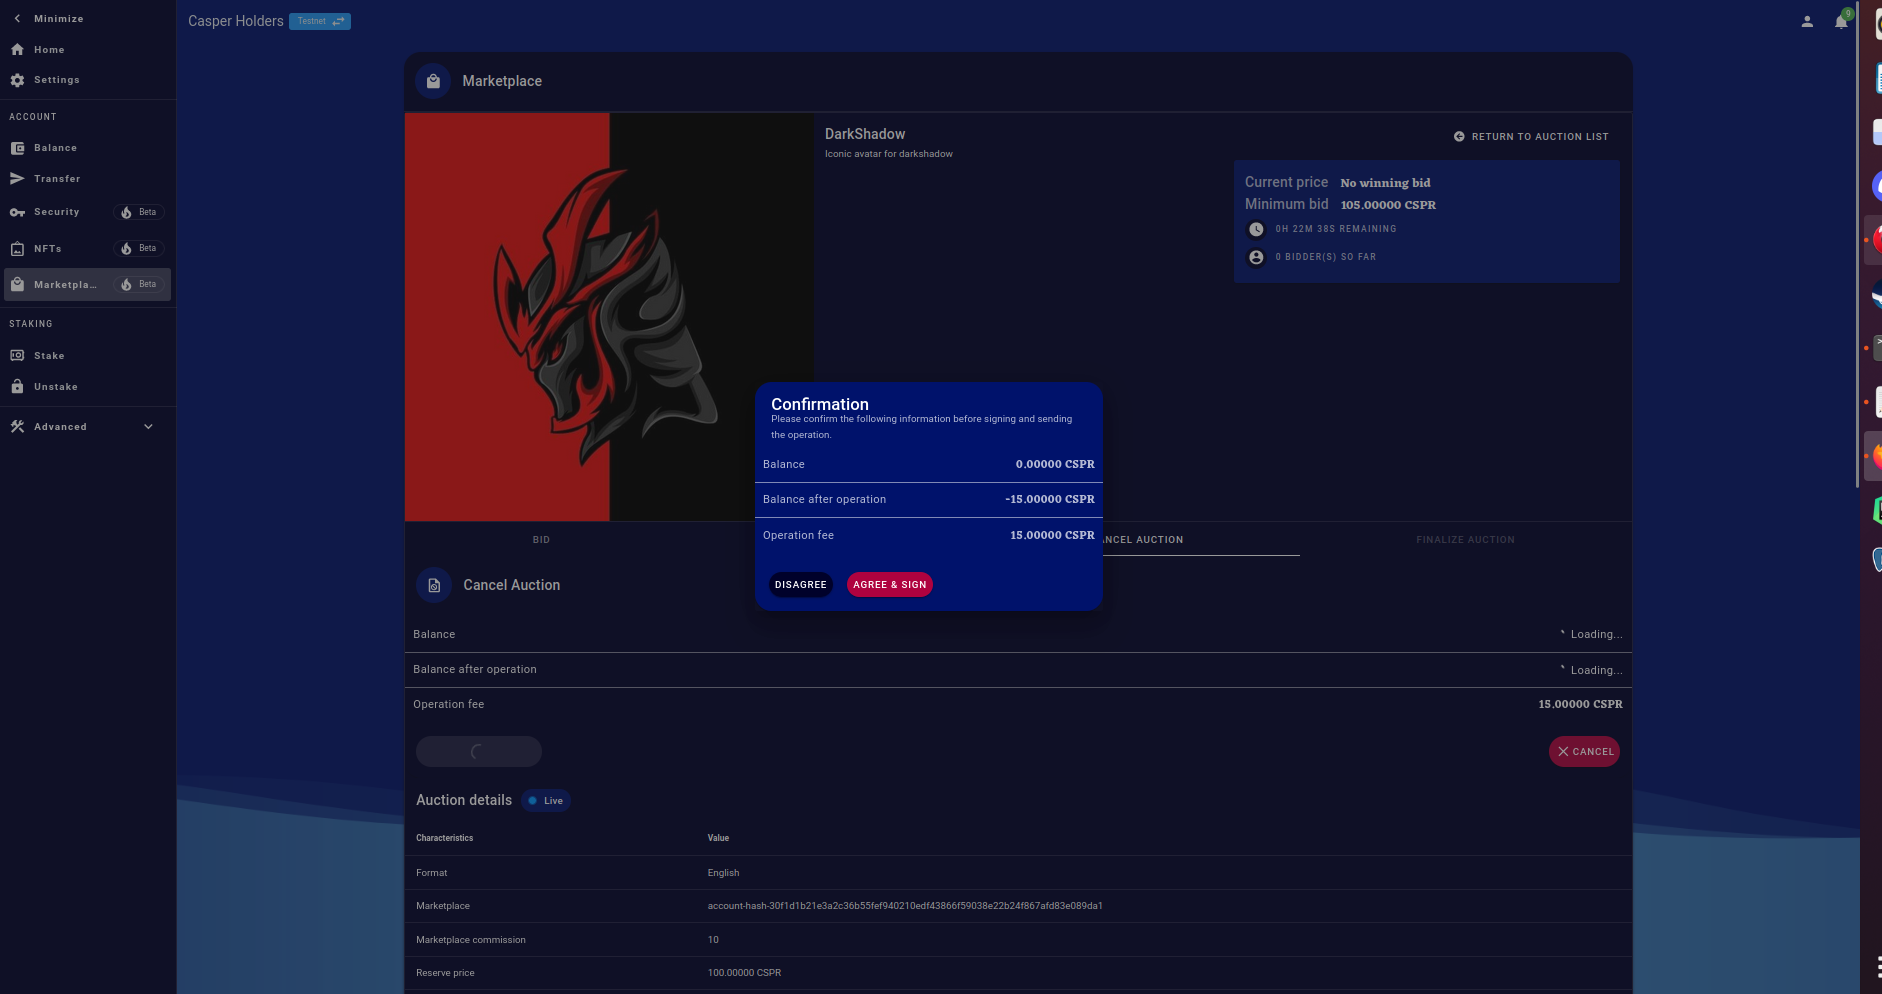 Minimize
Home
Settings
ACCOUNT
Balance
Transfer
Security Beta
NFTs Beta
Marketpla... Beta
STAKING
Stake
Unstake
Advanced
Casper Holders Testnet
9
Marketplace
DarkShadow
Iconic avatar for darkshadow
RETURN TO AUCTION LIST
Current price No winning bid
Minimum bid 105.00000 CSPR
0H 22M 38S REMAINING
0 BIDDER(S) SO FAR
Confirmation
Please confirm the following information before signing and sending
the operation.
Balance 0.00000 CSPR
Balance after operation -15.00000 CSPR
Operation fee 15.00000 CSPR
DISAGREE AGREE & SIGN
BID ANCEL AUCTION FINALIZE AUCTION
Cancel Auction
Balance Loading...
Balance after operation Loading...
Operation fee 15.00000 CSPR
CANCEL
Auction details Live
Characteristics Value
Format English
Marketplace account-hash-30f1d1b21e3a2c36b55fef940210edf43866f59038e22b24f867afd83e089da1
Marketplace commission 10
Reserve price 100.00000 CSPR